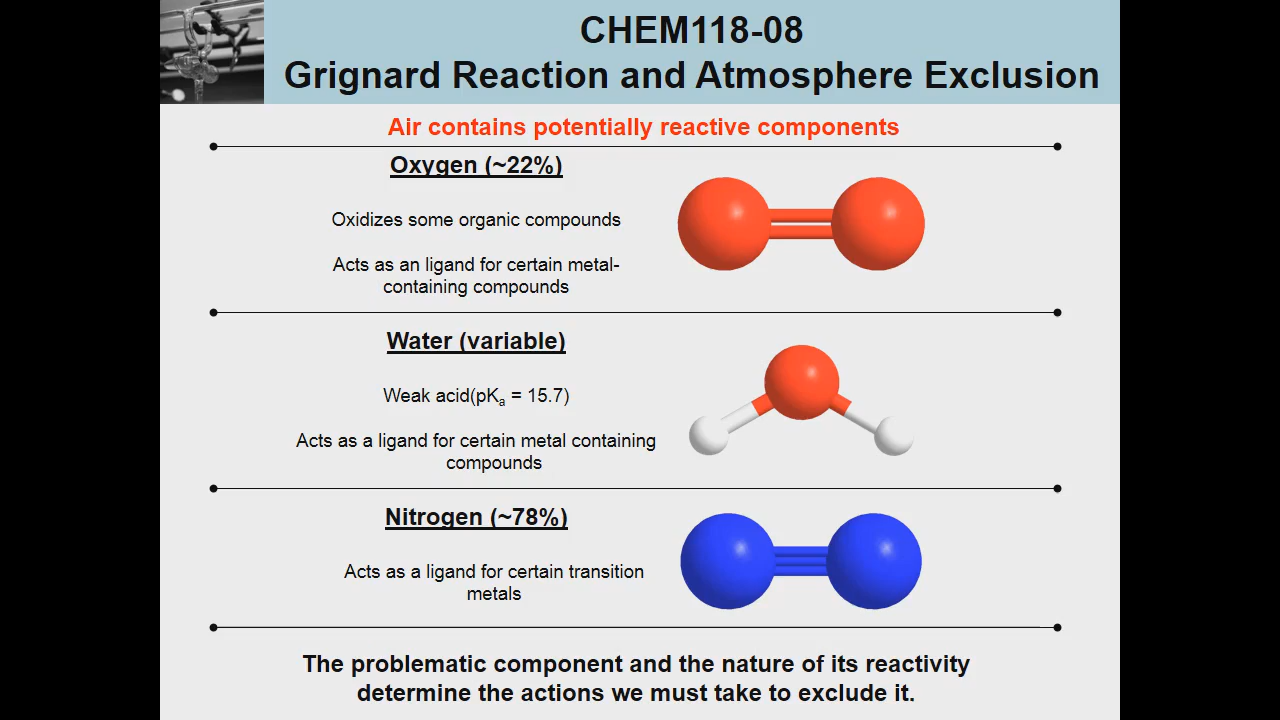 CHEM118-08
Grignard Reaction and Atmosphere Exclusion
Air contains potentially reactive components
Oxygen (~22%)
Oxidizes some organic compounds
Acts as an ligand for certain metal-
containing compounds
Water (variable)
Weak acid(pKa = 15.7)
Acts as a ligand for certain metal containing
compounds
Nitrogen (~78%)
Acts as a ligand for certain transition
metals
The problematic component and the nature of its reactivity
determine the actions we must take to exclude it.